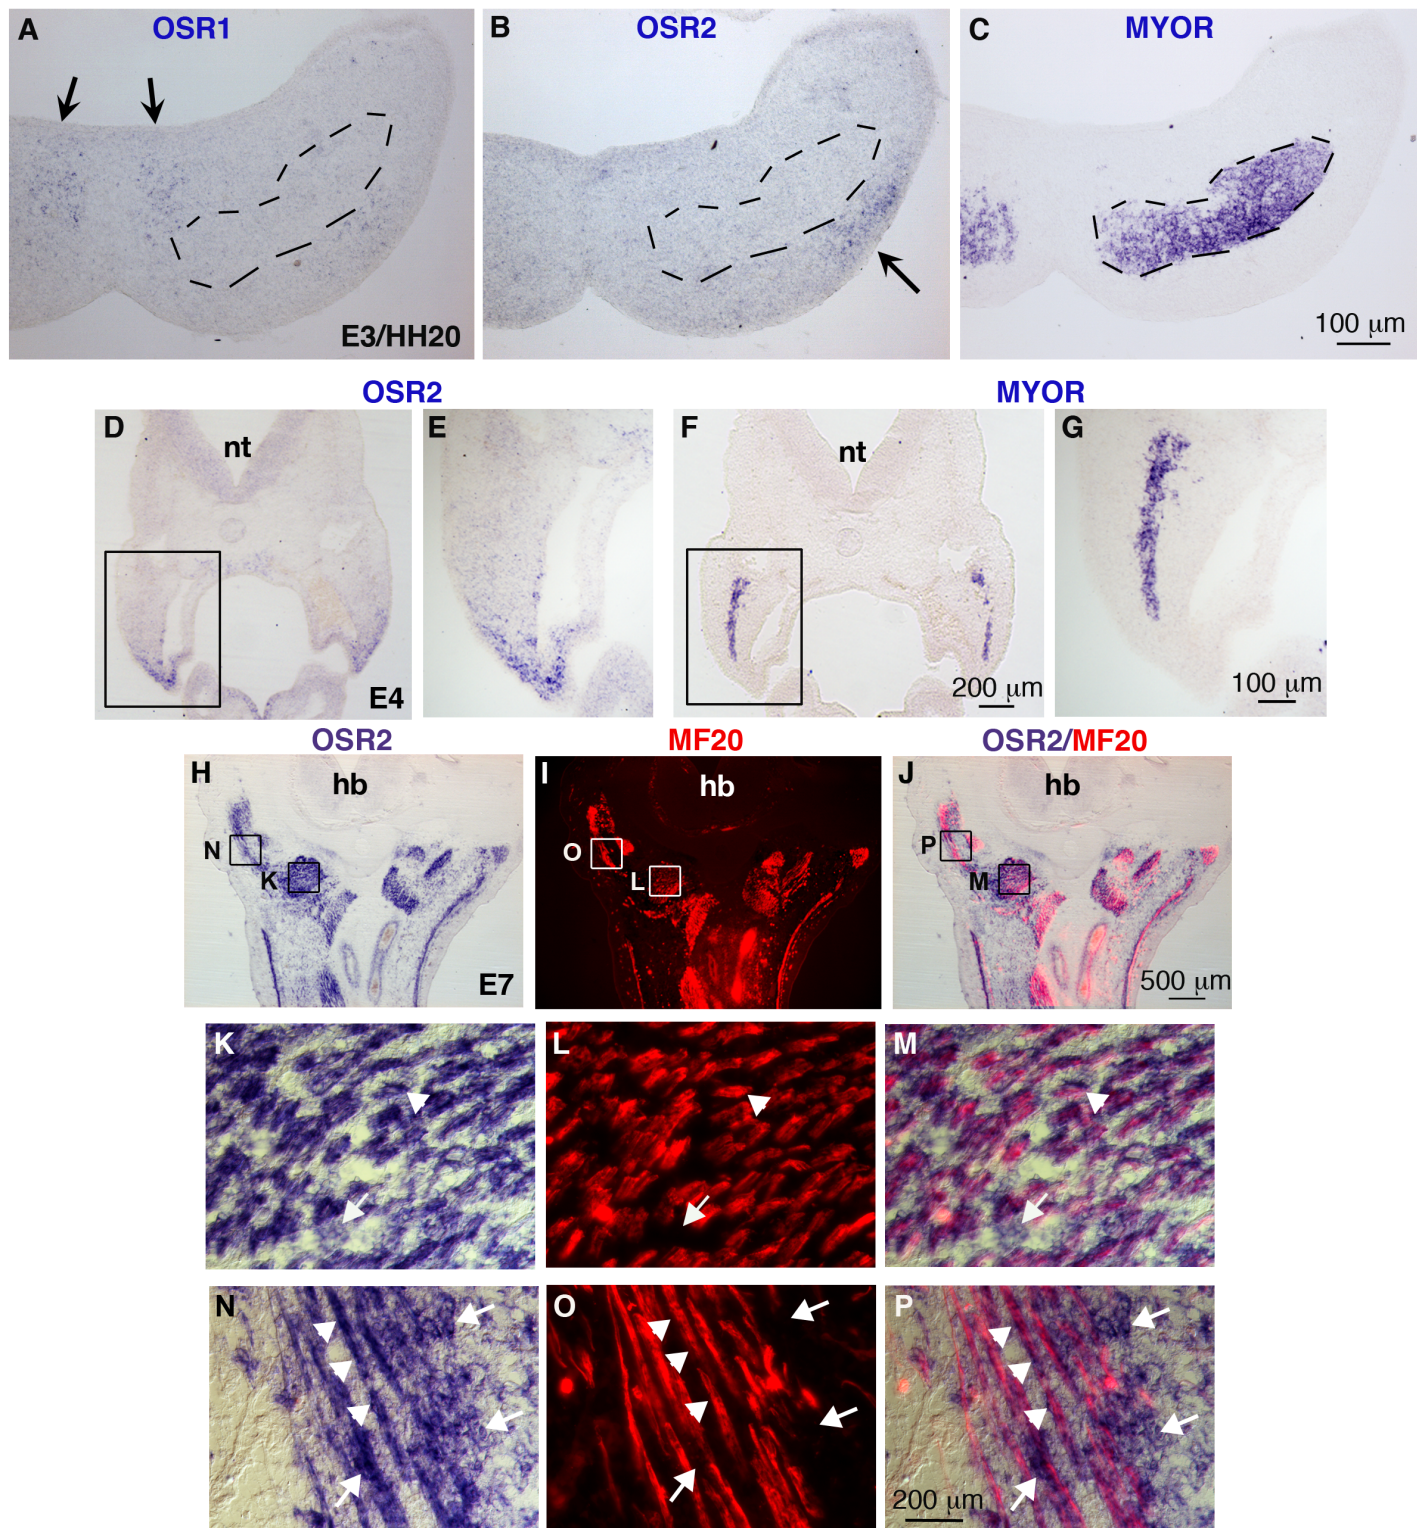 A OSR1
B OSR2
C MYOR
E3/HH20
100 μm
OSR2
MYOR
D nt
E4
E
F nt
200 μm
G
100 μm
OSR2
MF20
OSR2/MF20
H hb
N
K
E7
I hb
O
L
J hb
P
M
500 μm
K
L
M
N
O
P
200 μm